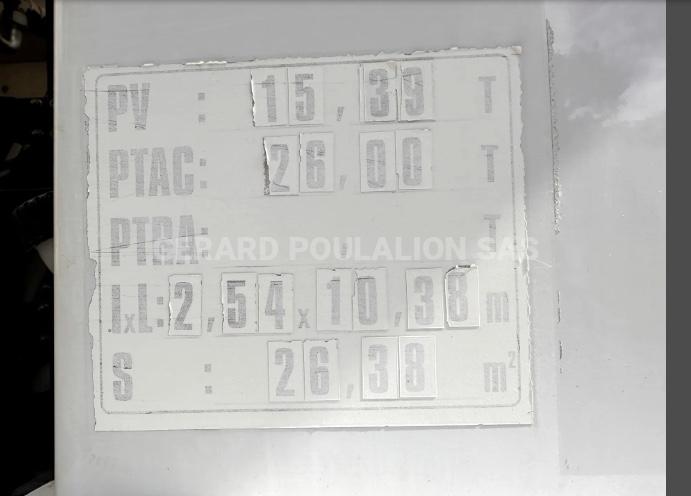 PV : 15,39 T
PTAC: 26,00 T
PTRA: , T
GERARD POULALION SAS
lxL: 2,54 x 10,38 m
S : 26,38 m²